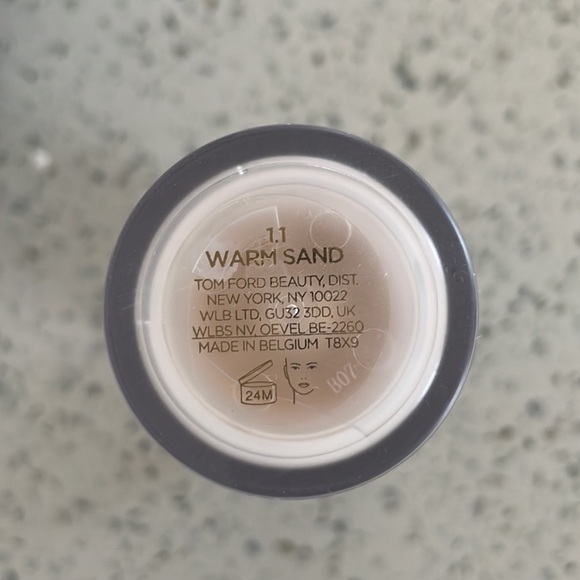 1.1
WARM SAND
TOM FORD BEAUTY, DIST.
NEW YORK, NY 10022
WLB LTD, GU32 3DD, UK
WLBS NV. OEVEL BE-2260
MADE IN BELGIUM T8X9
24M
B07